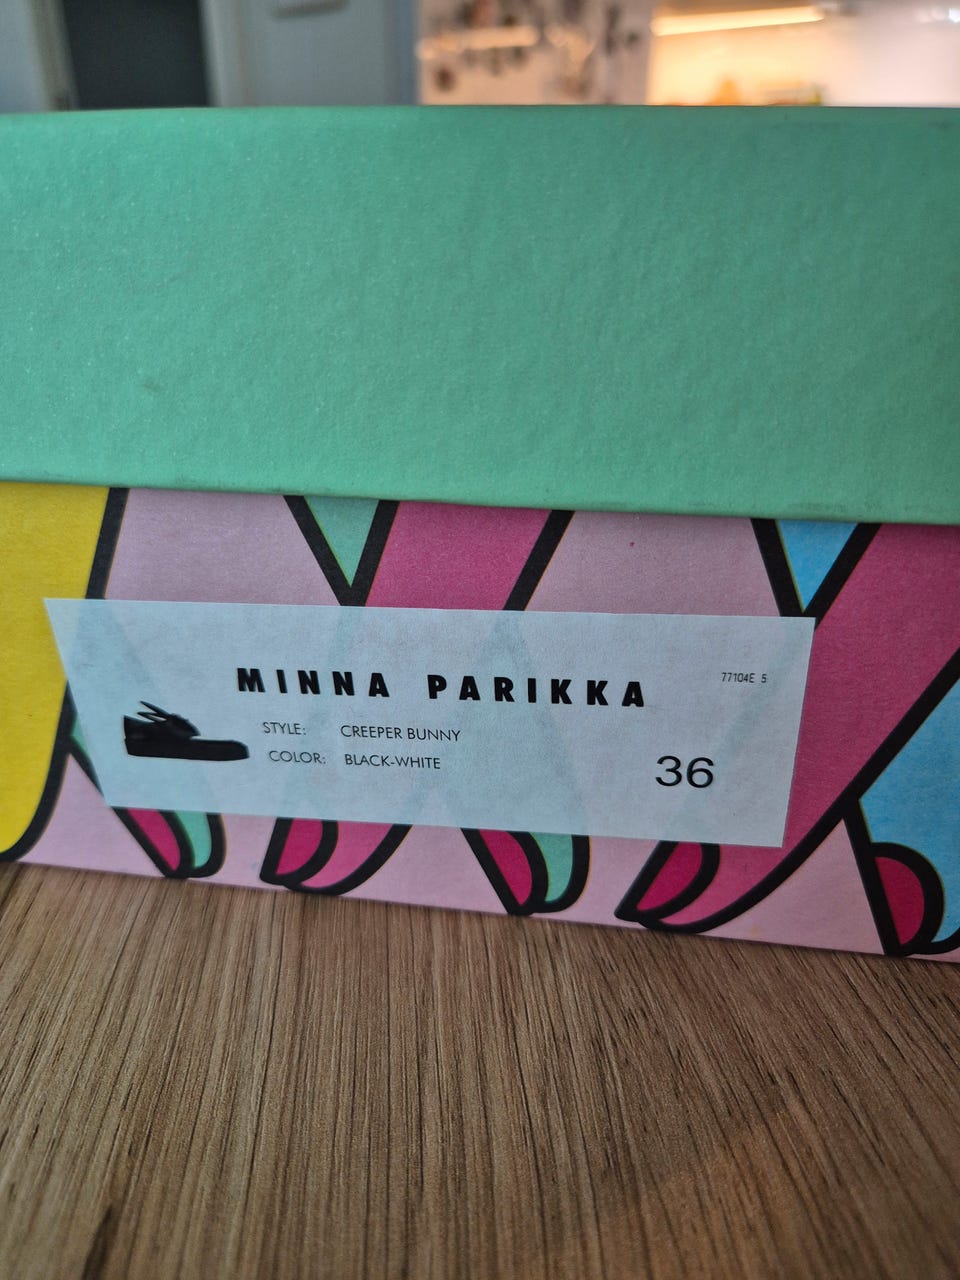 MINNA PARIKKA
77104E 5
STYLE: CREEPER BUNNY
COLOR: BLACK-WHITE
36